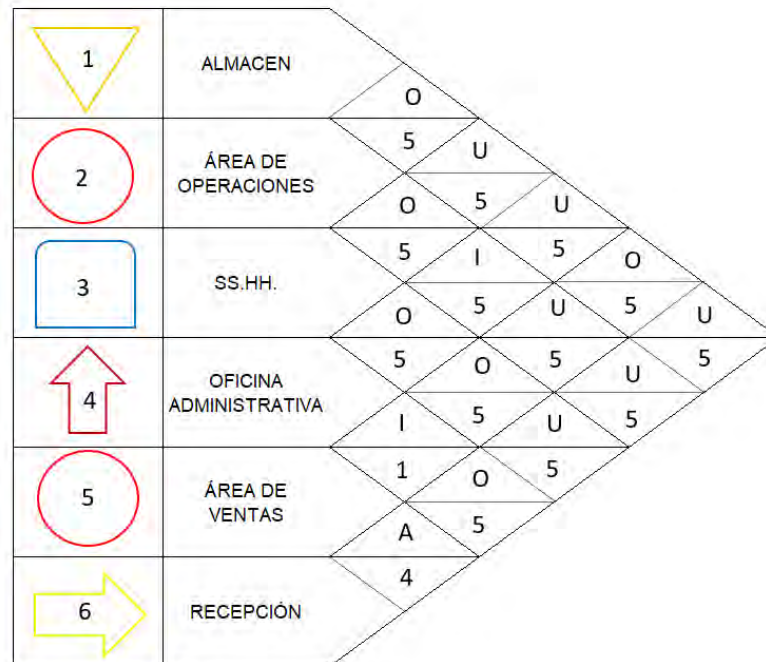 1
ALMACEN
O
5
U
2
ÁREA DE
OPERACIONES
5
U
O
5
O
3
SS.HH.
5
I
5
U
O
5
U
5
4
OFICINA
ADMINISTRATIVA
5
O
5
U
I
5
U
5
5
ÁREA DE
VENTAS
1
O
5
A
5
6
RECEPCIÓN
4